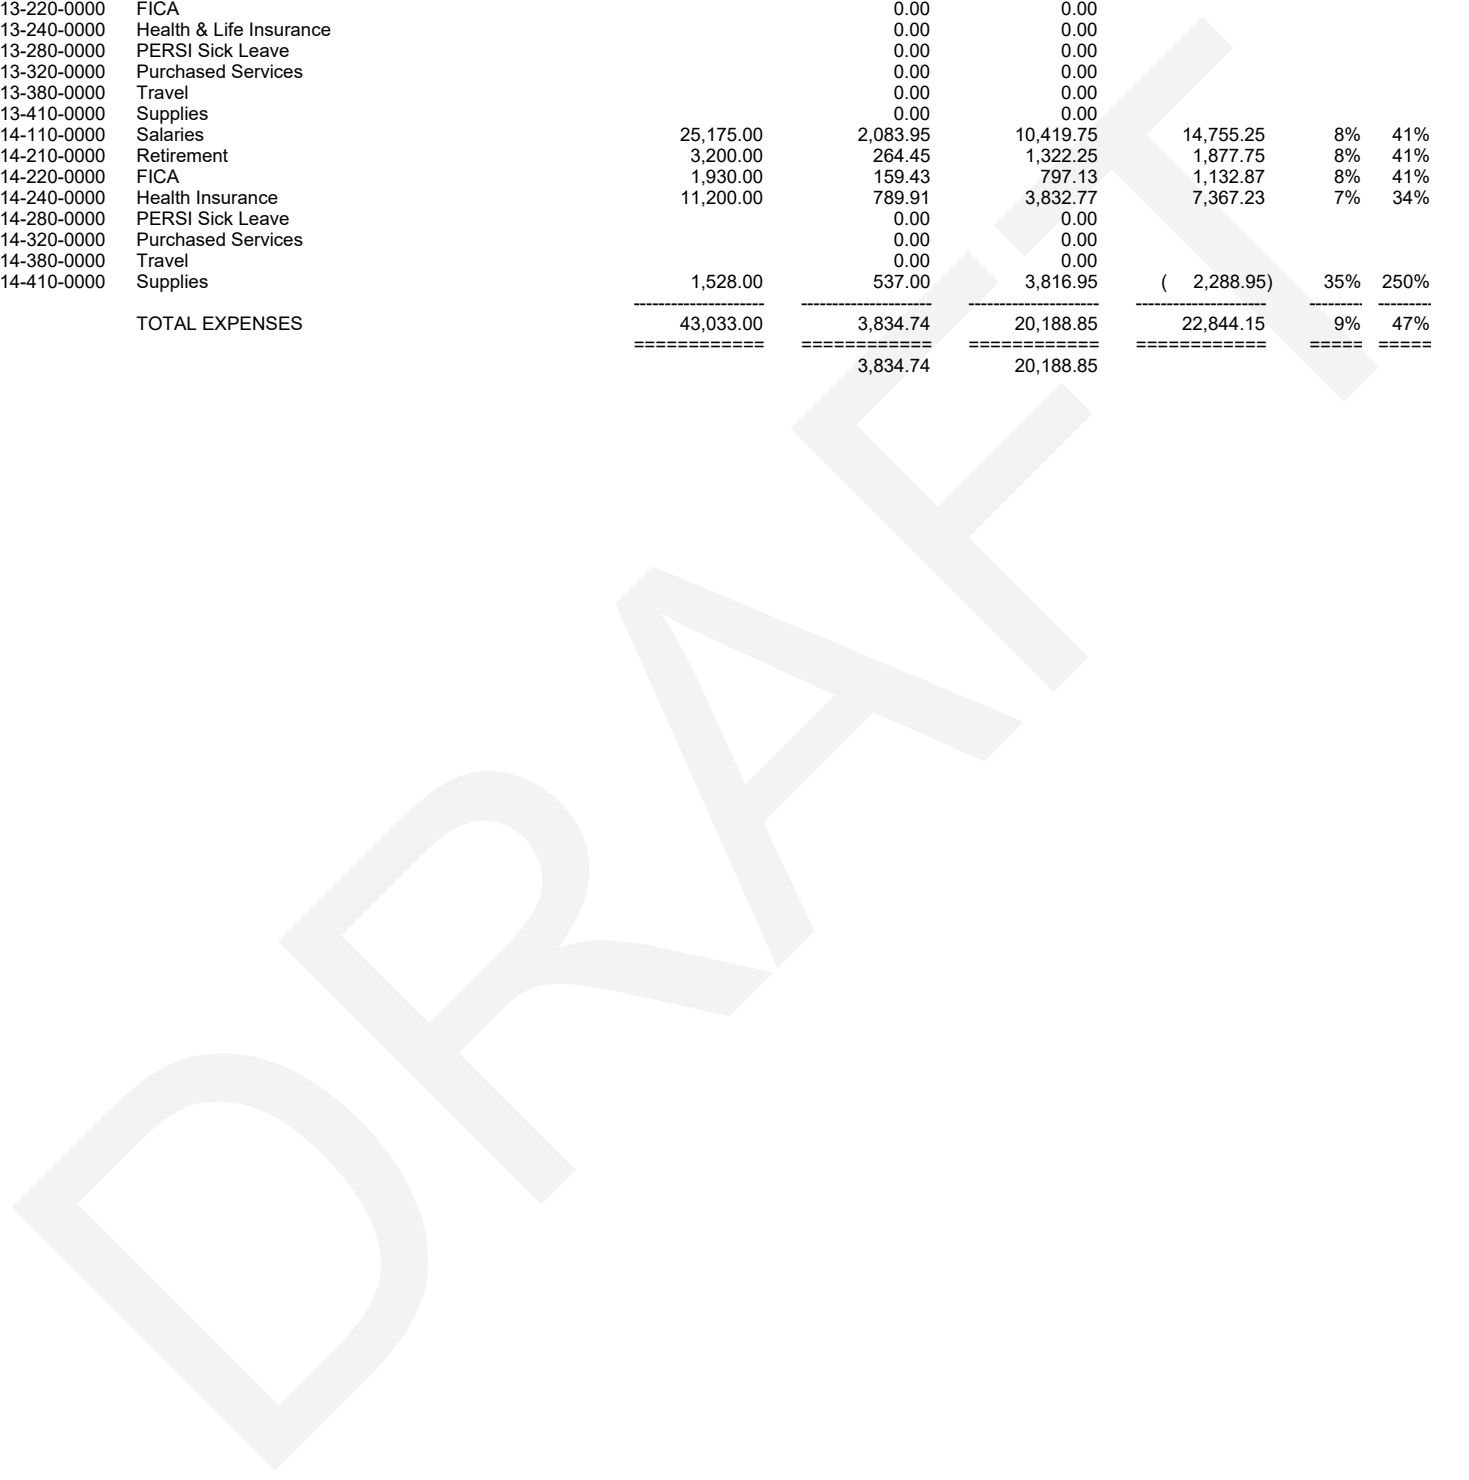 13-220-0000 FICA 0.00 0.00
13-240-0000 Health & Life Insurance 0.00 0.00
13-280-0000 PERSI Sick Leave 0.00 0.00
13-320-0000 Purchased Services 0.00 0.00
13-380-0000 Travel 0.00 0.00
13-410-0000 Supplies 0.00 0.00
14-110-0000 Salaries 25,175.00 2,083.95 10,419.75 14,755.25 8% 41%
14-210-0000 Retirement 3,200.00 264.45 1,322.25 1,877.75 8% 41%
14-220-0000 FICA 1,930.00 159.43 797.13 1,132.87 8% 41%
14-240-0000 Health Insurance 11,200.00 789.91 3,832.77 7,367.23 7% 34%
14-280-0000 PERSI Sick Leave 0.00 0.00
14-320-0000 Purchased Services 0.00 0.00
14-380-0000 Travel 0.00 0.00
14-410-0000 Supplies 1,528.00 537.00 3,816.95 ( 2,288.95) 35% 250%
--------------------- --------------------- --------------------- --------------------- --------- ---------
TOTAL EXPENSES 43,033.00 3,834.74 20,188.85 22,844.15 9% 47%
============ ============ ============ ============ ===== =====
3,834.74 20,188.85
DRAFT